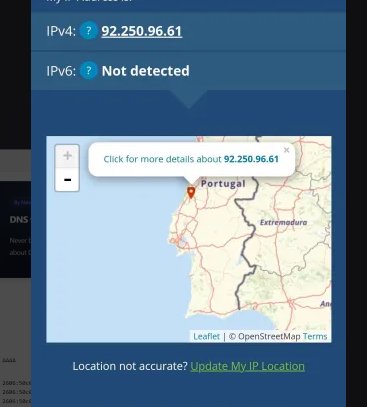 IPv4: ? 92.250.96.61
IPv6: ? Not detected
+
-
Click for more details about 92.250.96.61
×
Portugal
Extremadura
Leaflet | © OpenStreetMap Terms
Location not accurate? Update My IP Location
DNS